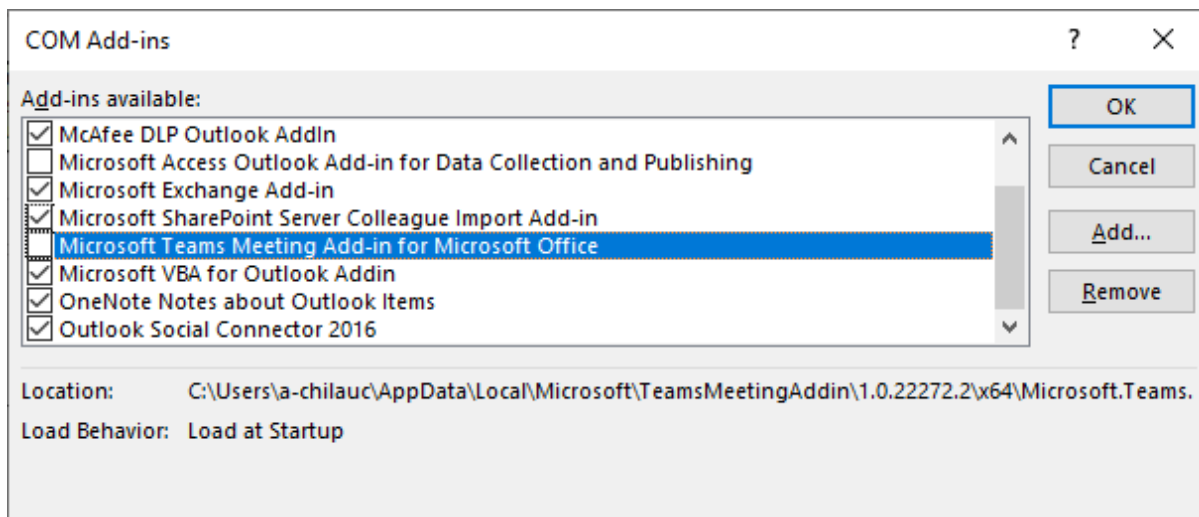 COM Add-ins
?
Add-ins available:
McAfee DLP Outlook AddIn
Microsoft Access Outlook Add-in for Data Collection and Publishing
Microsoft Exchange Add-in
Microsoft SharePoint Server Colleague Import Add-in
Microsoft Teams Meeting Add-in for Microsoft Office
Microsoft VBA for Outlook Addin
OneNote Notes about Outlook Items
Outlook Social Connector 2016
OK
Cancel
Add...
Remove
Location: C:\Users\a-chilauc\AppData\Local\Microsoft\TeamsMeetingAddin\1.0.22272.2\x64\Microsoft.Teams.
Load Behavior: Load at Startup